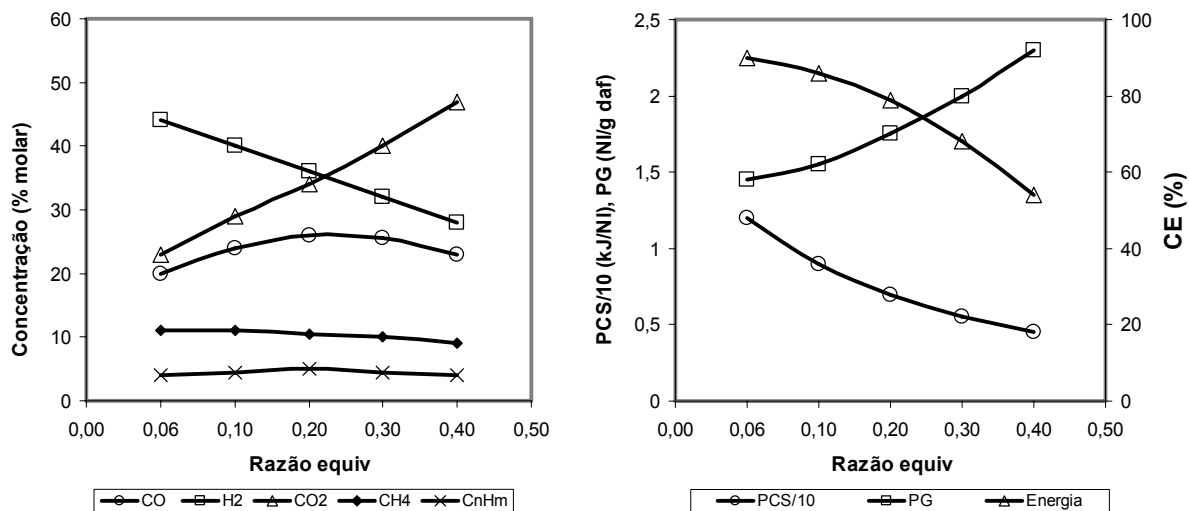 60
50
40
30
20
10
0
0,00 0,06 0,10 0,20 0,30 0,40 0,50
Concentração (% molar)
Razão equiv
CO H2 CO2 CH4 CnHm
2,5
2
1,5
1
0,5
0
100
80
60
40
20
0
0,00 0,06 0,10 0,20 0,30 0,40 0,50
PCS/10 (kJ/Nl), PG (Nl/g daf)
CE (%)
Razão equiv
PCS/10 PG Energia